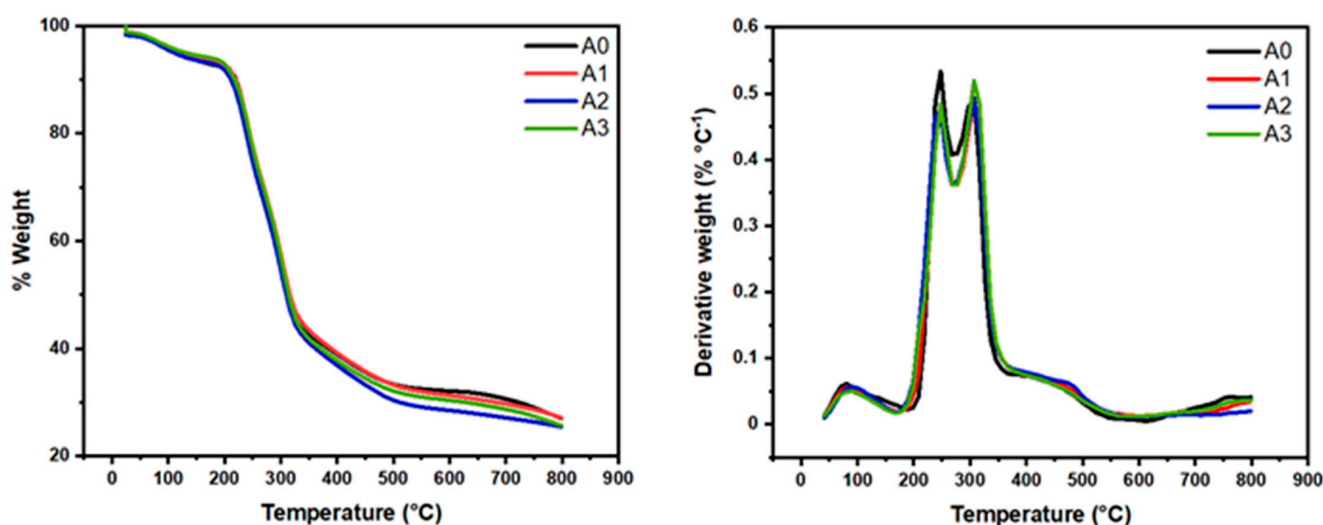 100
80
60
40
20
% Weight
A0
A1
A2
A3
0 100 200 300 400 500 600 700 800 900
Temperature (°C)
0.6
0.5
0.4
0.3
0.2
0.1
0
Derivative weight (% °C⁻¹)
A0
A1
A2
A3
0 100 200 300 400 500 600 700 800 900
Temperature (°C)